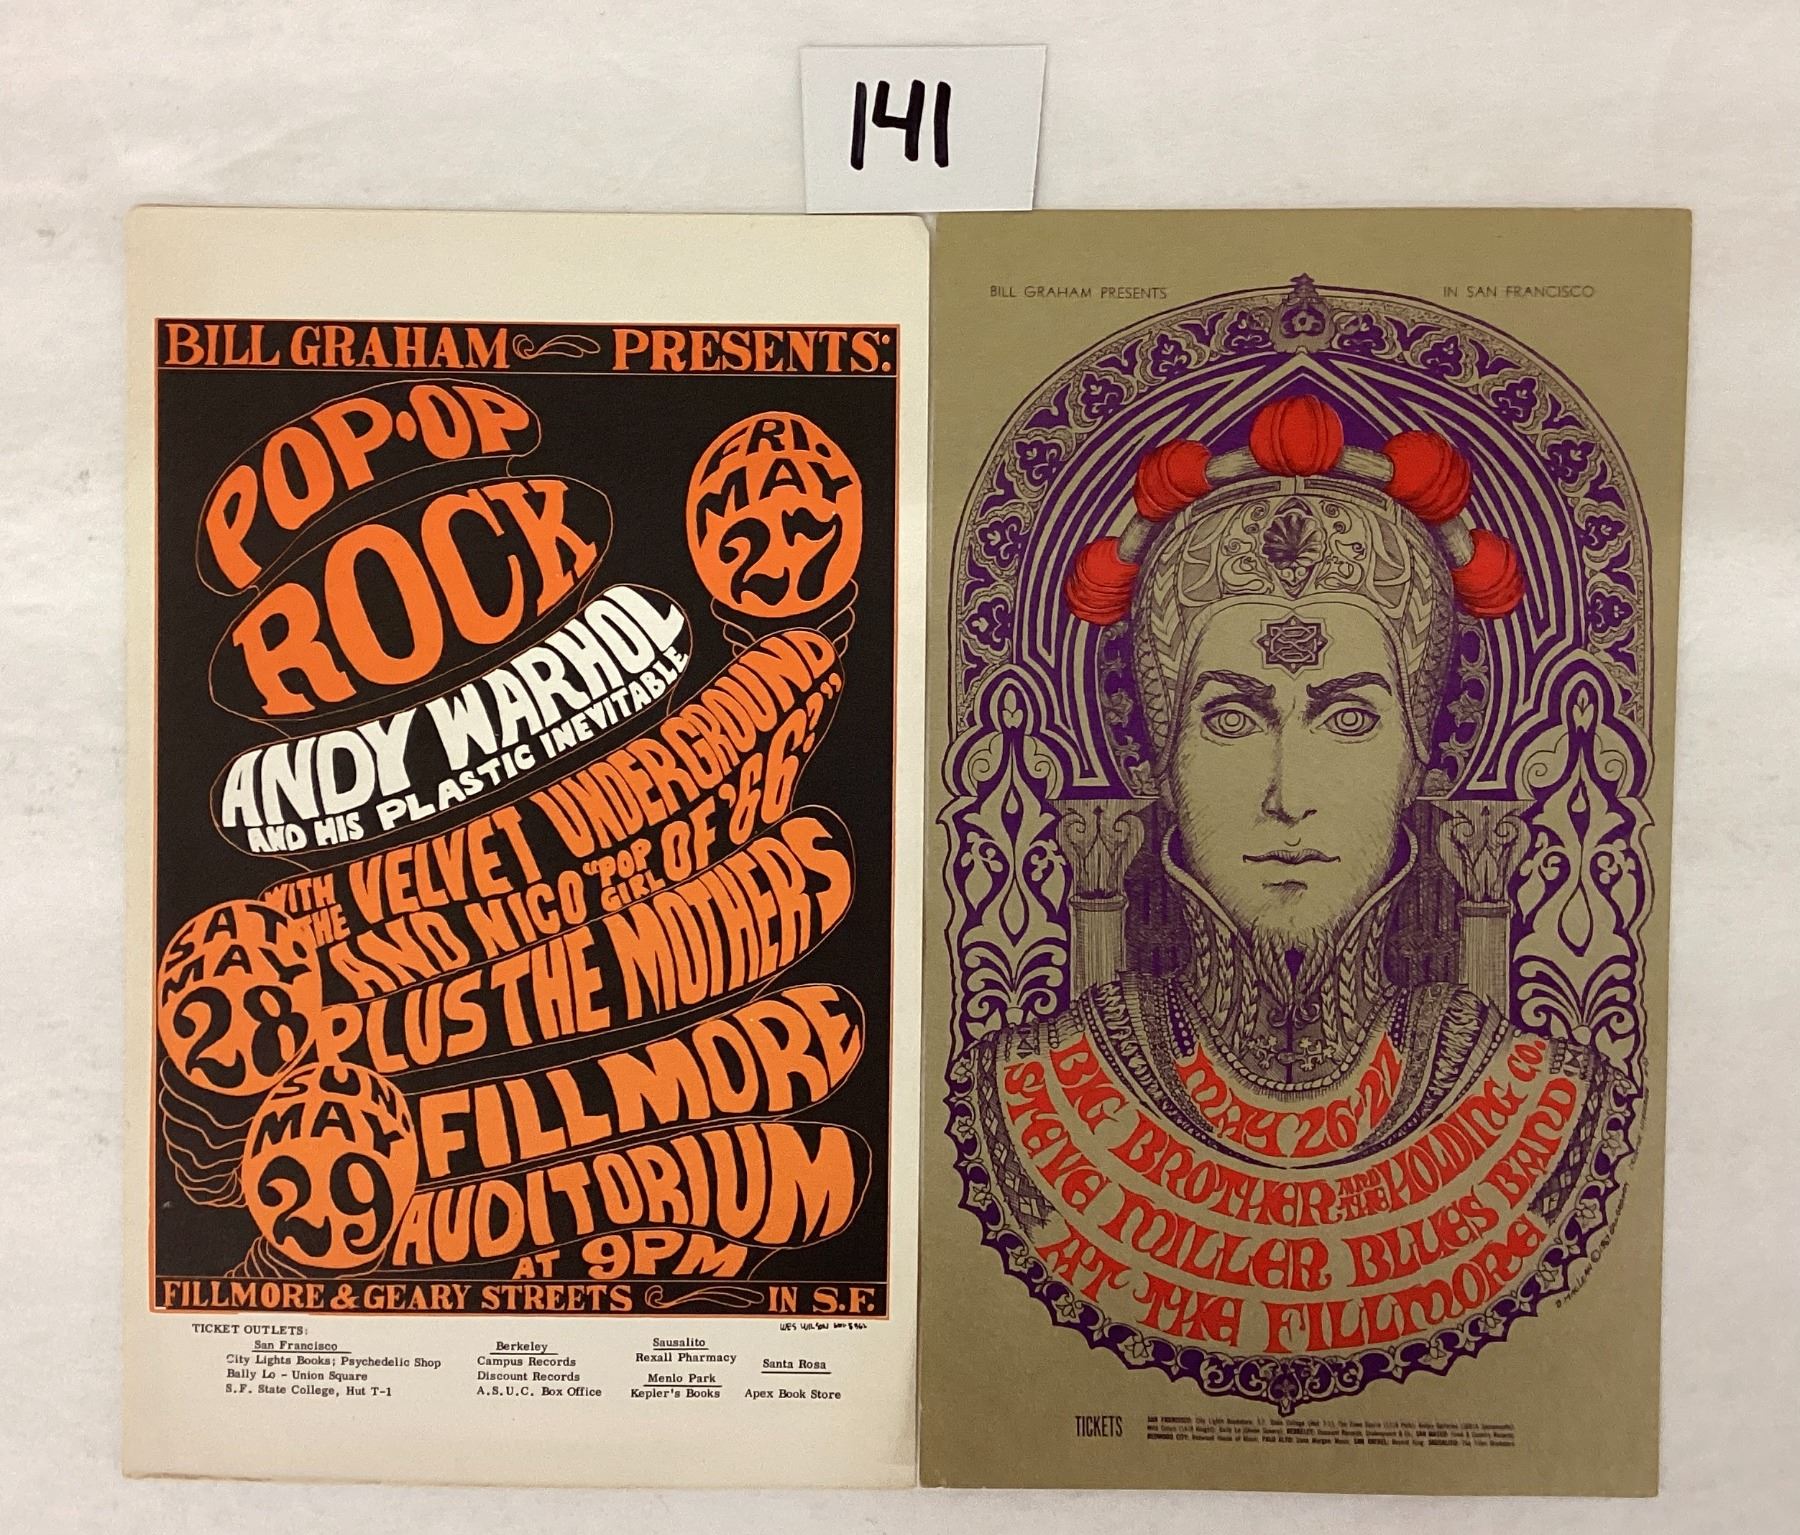 141
BILL GRAHAM PRESENTS:
POP·OP
ROCK
FRI.
MAY
27
ANDY WARHOL
AND HIS PLASTIC INEVITABLE
WITH THE VELVET UNDERGROUND
AND NICO "POP GIRL OF '66?"
PLUS THE MOTHERS
SAT
MAY
28
SUN.
MAY
29
FILLMORE
AUDITORIUM
AT 9PM
FILLMORE & GEARY STREETS IN S.F.
WES WILSON
TICKET OUTLETS:
San Francisco
City Lights Books; Psychedelic Shop
Bally Lo - Union Square
S.F. State College, Hut T-1
Berkeley
Campus Records
Discount Records
A.S.U.C. Box Office
Sausalito
Rexall Pharmacy
Menlo Park
Kepler's Books
Santa Rosa
Apex Book Store
BILL GRAHAM PRESENTS IN SAN FRANCISCO
MAY 26-27
BIG BROTHER AND THE HOLDING CO.
STEVE MILLER BLUES BAND
AT THE FILLMORE
TICKETS